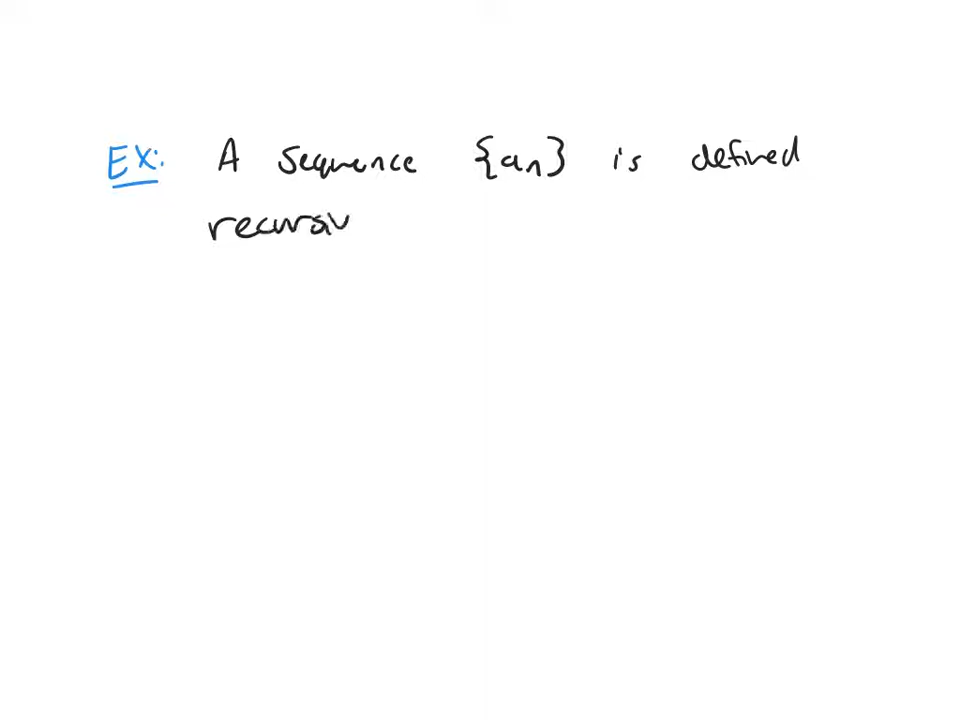 EX: A sequence {an} is defined
recursiv